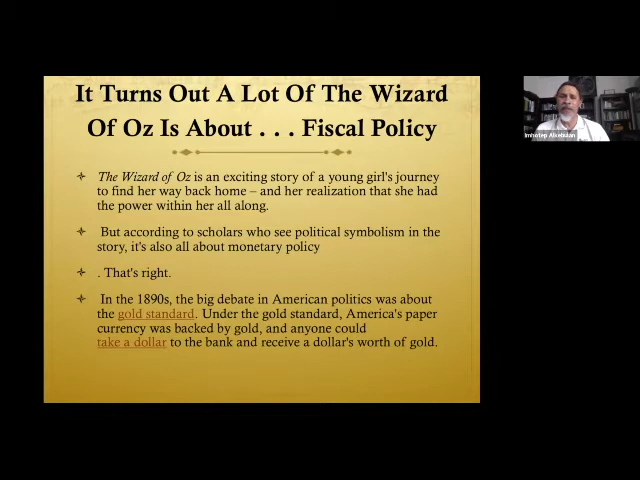 It Turns Out A Lot Of The Wizard
Of Oz Is About . . . Fiscal Policy
The Wizard of Oz is an exciting story of a young girl's journey
to find her way back home – and her realization that she had
the power within her all along.
But according to scholars who see political symbolism in the
story, it's also all about monetary policy
. That's right.
In the 1890s, the big debate in American politics was about
the gold standard. Under the gold standard, America's paper
currency was backed by gold, and anyone could
take a dollar to the bank and receive a dollar's worth of gold.
Imhotep Alkebulan